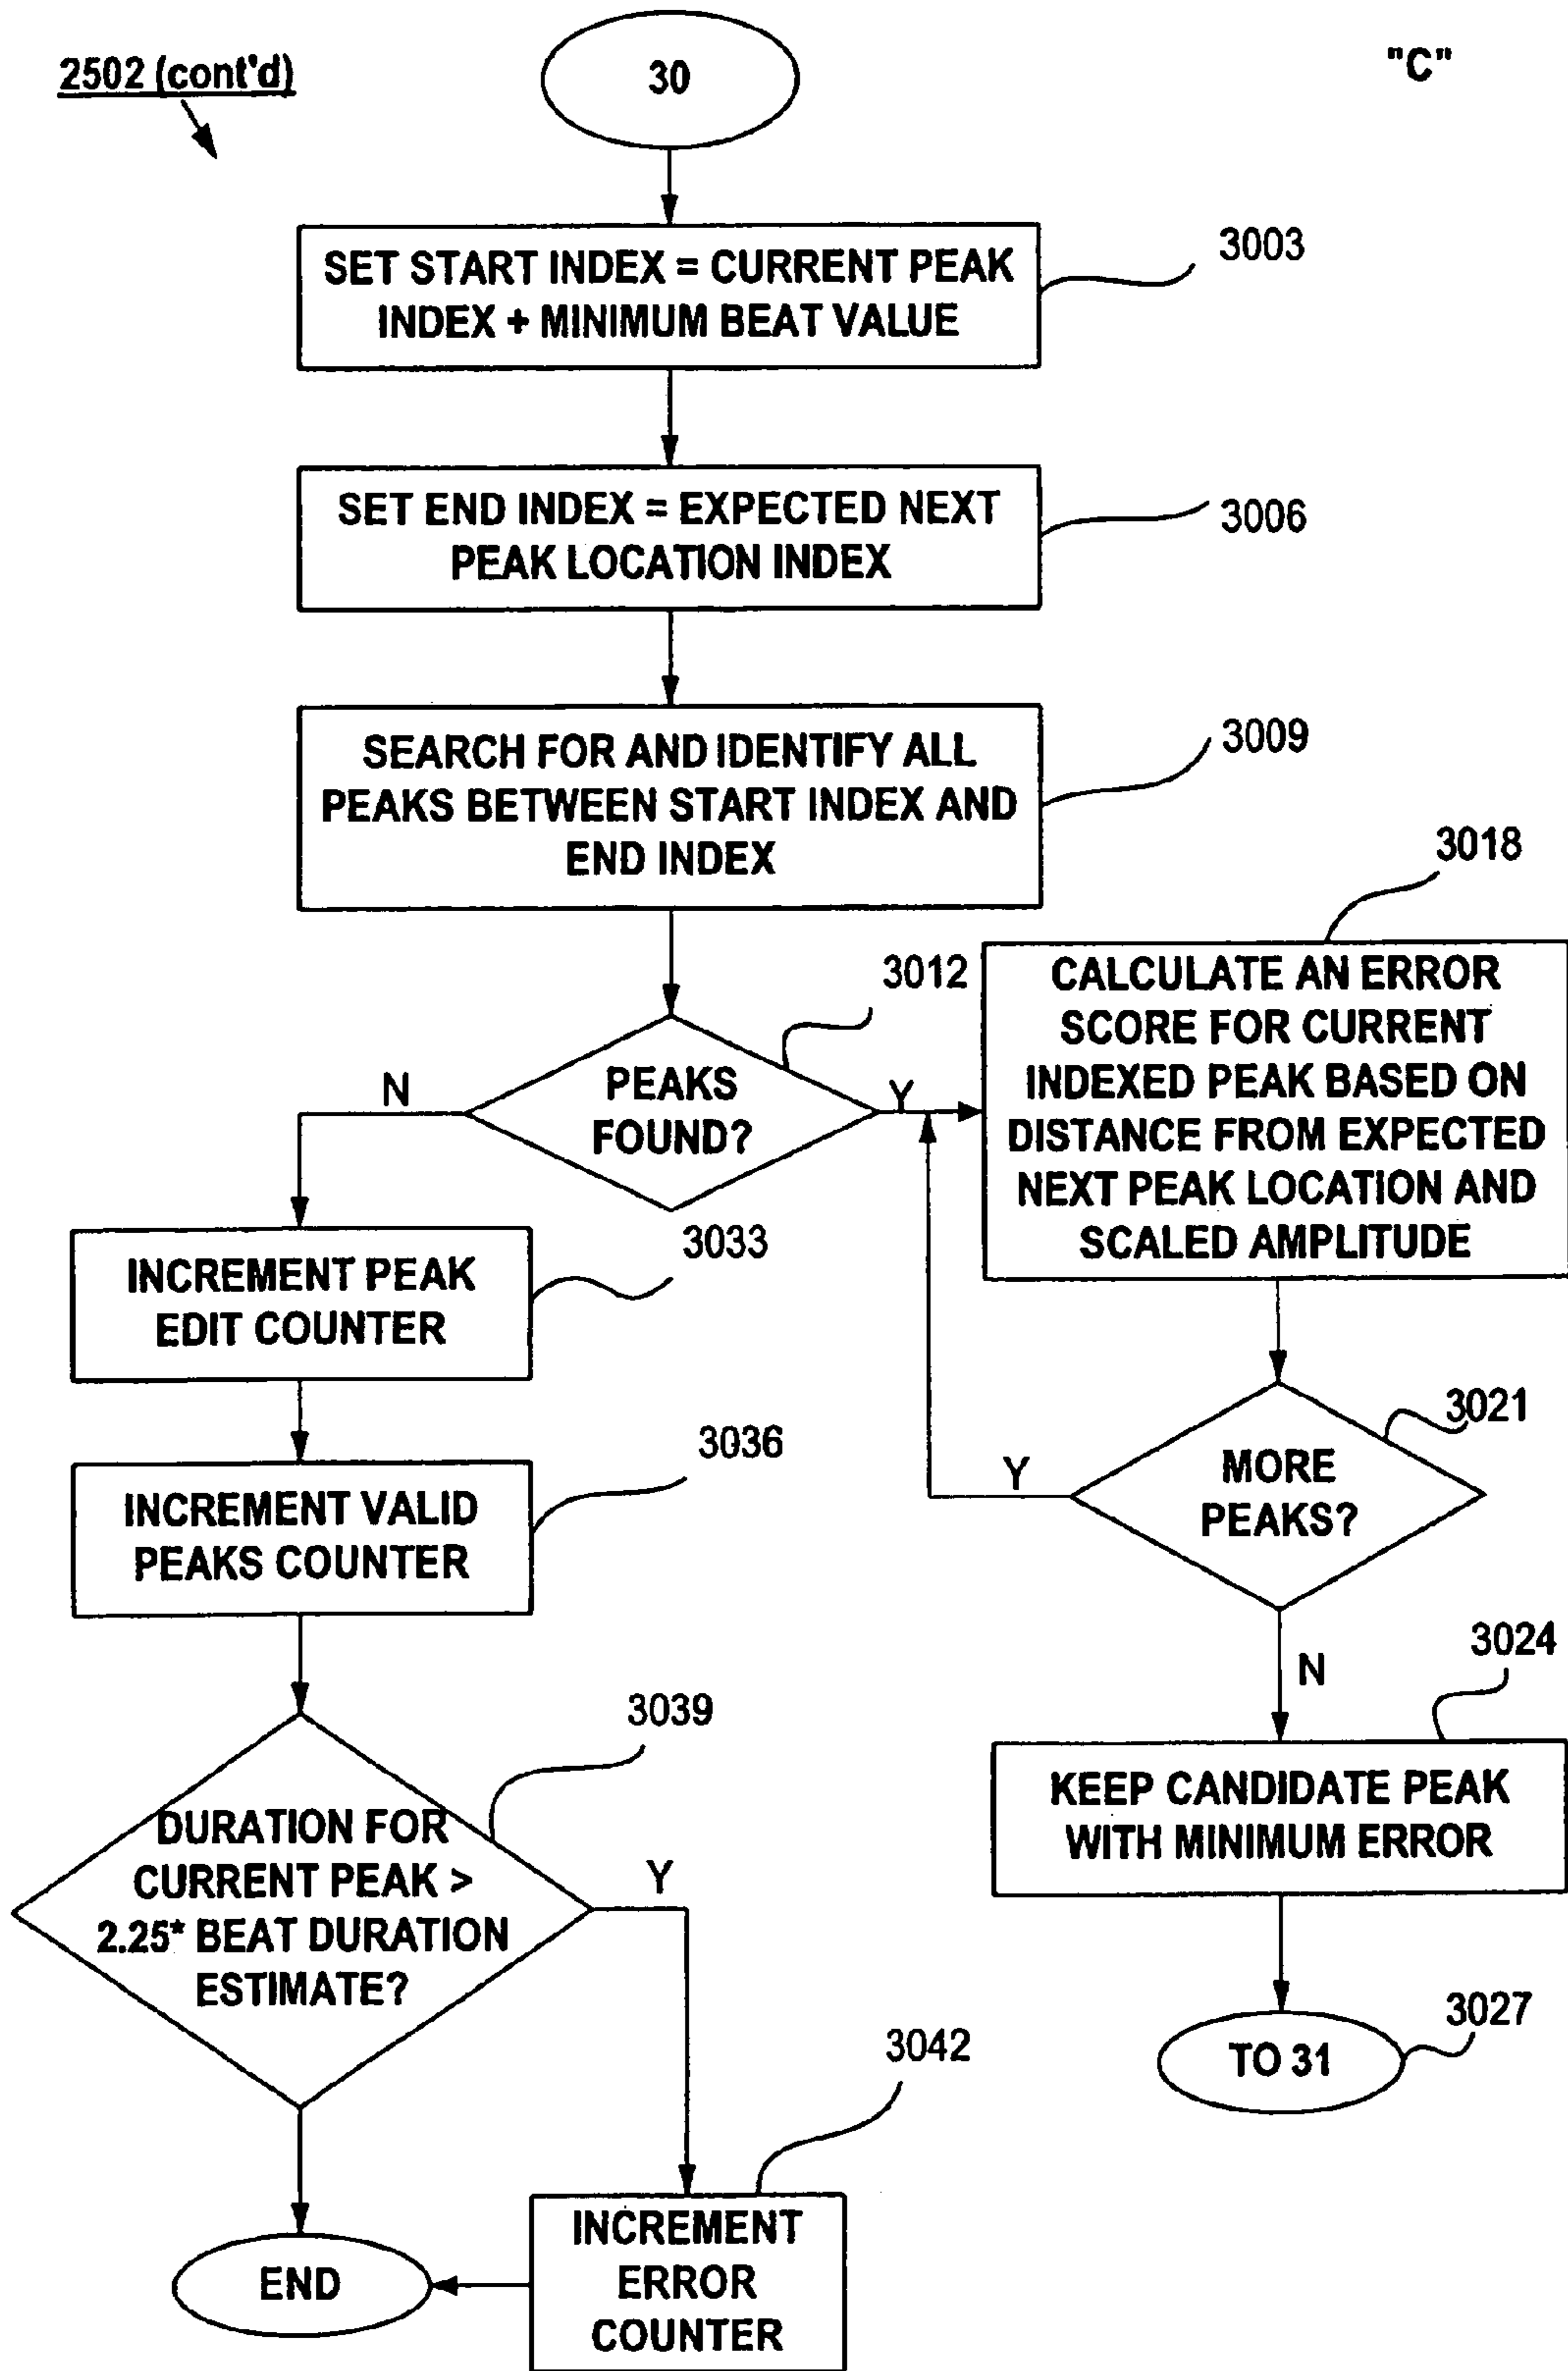 2502 (cont'd)
30
"C"
SET START INDEX = CURRENT PEAK
INDEX + MINIMUM BEAT VALUE
3003
SET END INDEX = EXPECTED NEXT
PEAK LOCATION INDEX
3006
SEARCH FOR AND IDENTIFY ALL
PEAKS BETWEEN START INDEX AND
END INDEX
3009
3012
PEAKS
FOUND?
N
Y
3018
CALCULATE AN ERROR
SCORE FOR CURRENT
INDEXED PEAK BASED ON
DISTANCE FROM EXPECTED
NEXT PEAK LOCATION AND
SCALED AMPLITUDE
3021
MORE
PEAKS?
Y
N
3024
KEEP CANDIDATE PEAK
WITH MINIMUM ERROR
3027
TO 31
3033
INCREMENT PEAK
EDIT COUNTER
3036
INCREMENT VALID
PEAKS COUNTER
3039
DURATION FOR
CURRENT PEAK >
2.25* BEAT DURATION
ESTIMATE?
Y
3042
INCREMENT
ERROR
COUNTER
END